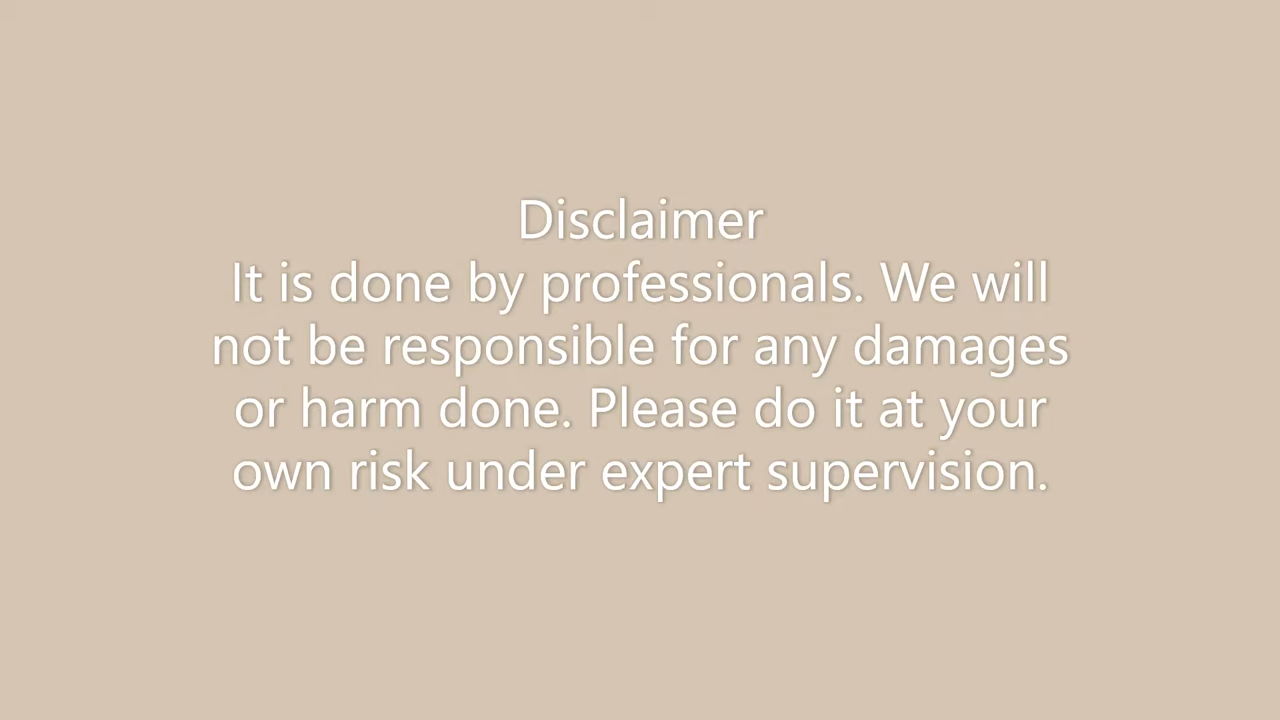 Disclaimer
It is done by professionals. We will
not be responsible for any damages
or harm done. Please do it at your
own risk under expert supervision.